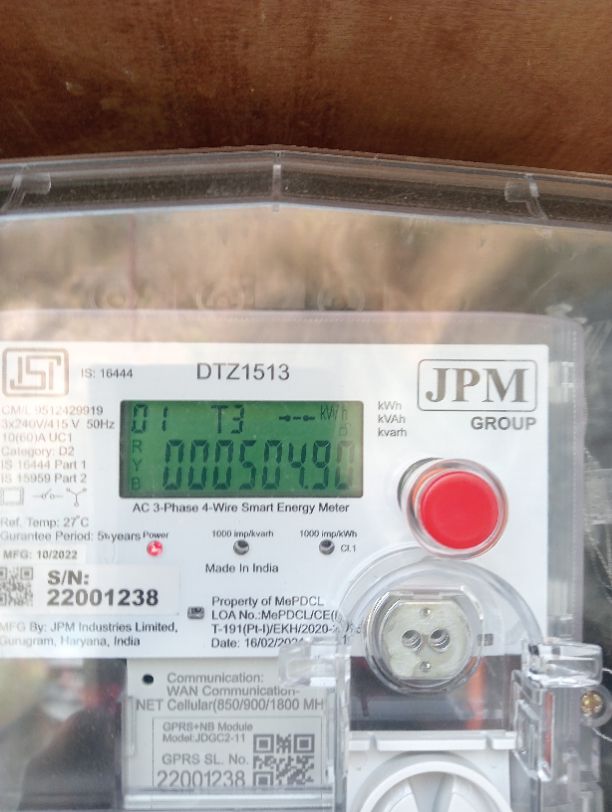 IS: 16444
DTZ1513
JPM
GROUP
CM/L 9512429919
3x240V/415 V 50Hz
10(60)A UC1
Category: D2
IS 16444 Part 1
IS 15959 Part 2
01 T3 kWh
R
Y
B
000504.90
kWh
kVAh
kvarh
AC 3-Phase 4-Wire Smart Energy Meter
Ref. Temp: 27°C
Gurantee Period: 5½ years
Power
1000 imp/kvarh
1000 imp/kWh
Cl.1
MFG: 10/2022
Made In India
S/N:
22001238
MFG By: JPM Industries Limited,
Gurugram, Haryana, India
Property of MePDCL
LOA No.:MePDCL/CE(
T-191(Pt-I)/EKH/2020-
Date: 16/02/
Communication:
WAN Communication-
NET Cellular(850/900/1800 MH
GPRS+NB Module
Model:JDGC2-11
GPRS SL. No.
22001238